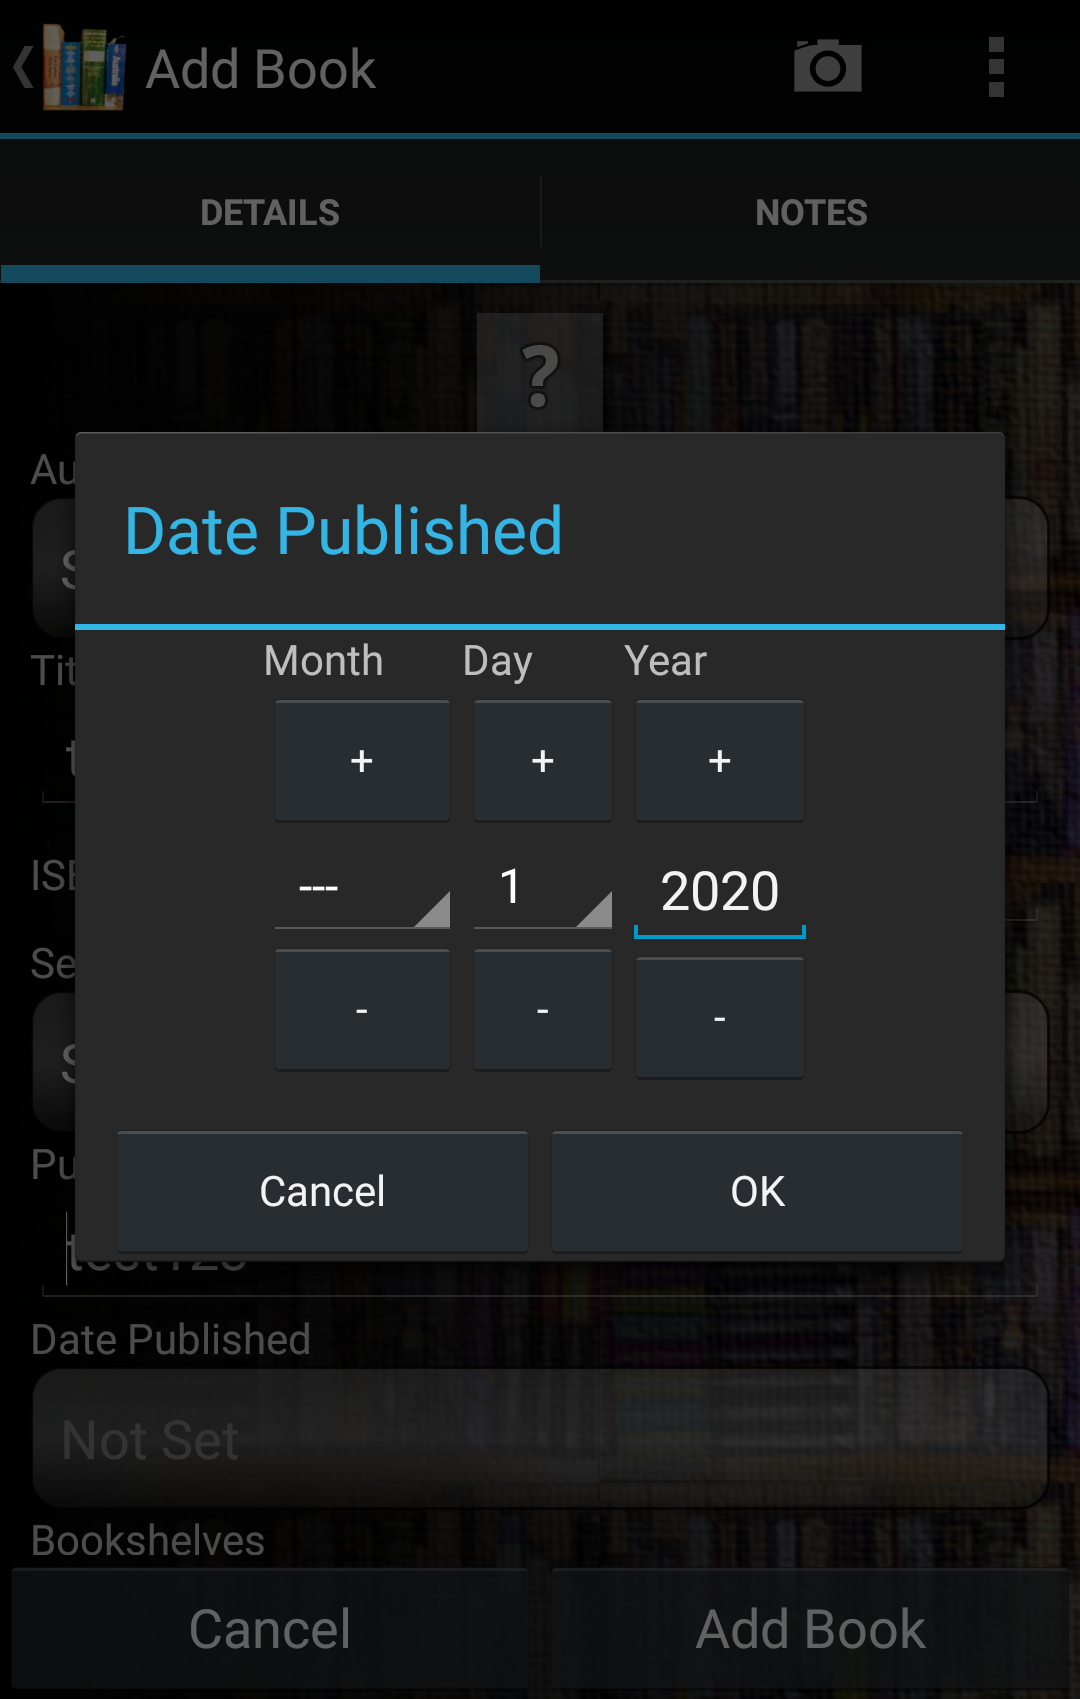 Add Book
DETAILS
NOTES
?
Date Published
Month Day Year
+ + +
--- 1 2020
- - -
Cancel OK
Date Published
Not Set
Bookshelves
Cancel Add Book